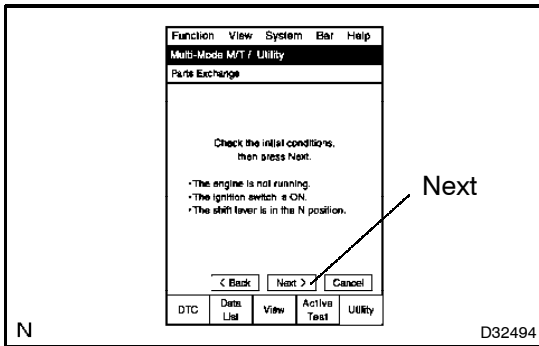 Function View System Bar Help
Multi-Mode M/T / Utility
Parts Exchange
Check the initial conditions,
then press Next.
•The engine is not running.
•The ignition switch is ON.
•The shift lever is in the N position.
Next
< Back Next > Cancel
DTC Data List View Active Test Utility
N D32494